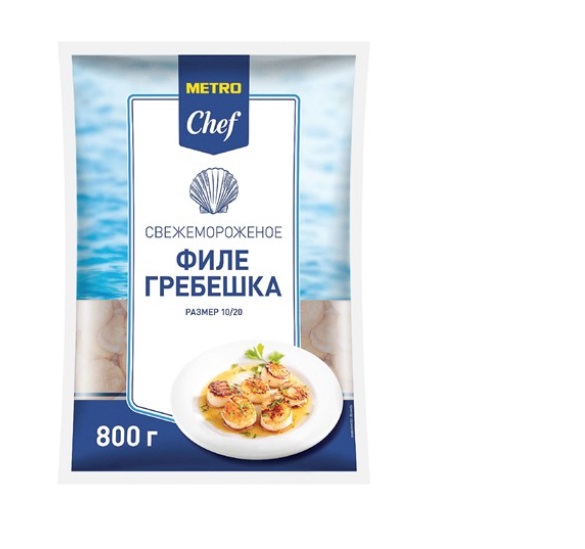 METRO
Chef
СВЕЖЕМОРОЖЕНОЕ
ФИЛЕ
ГРЕБЕШКА
РАЗМЕР 10/20
800 г